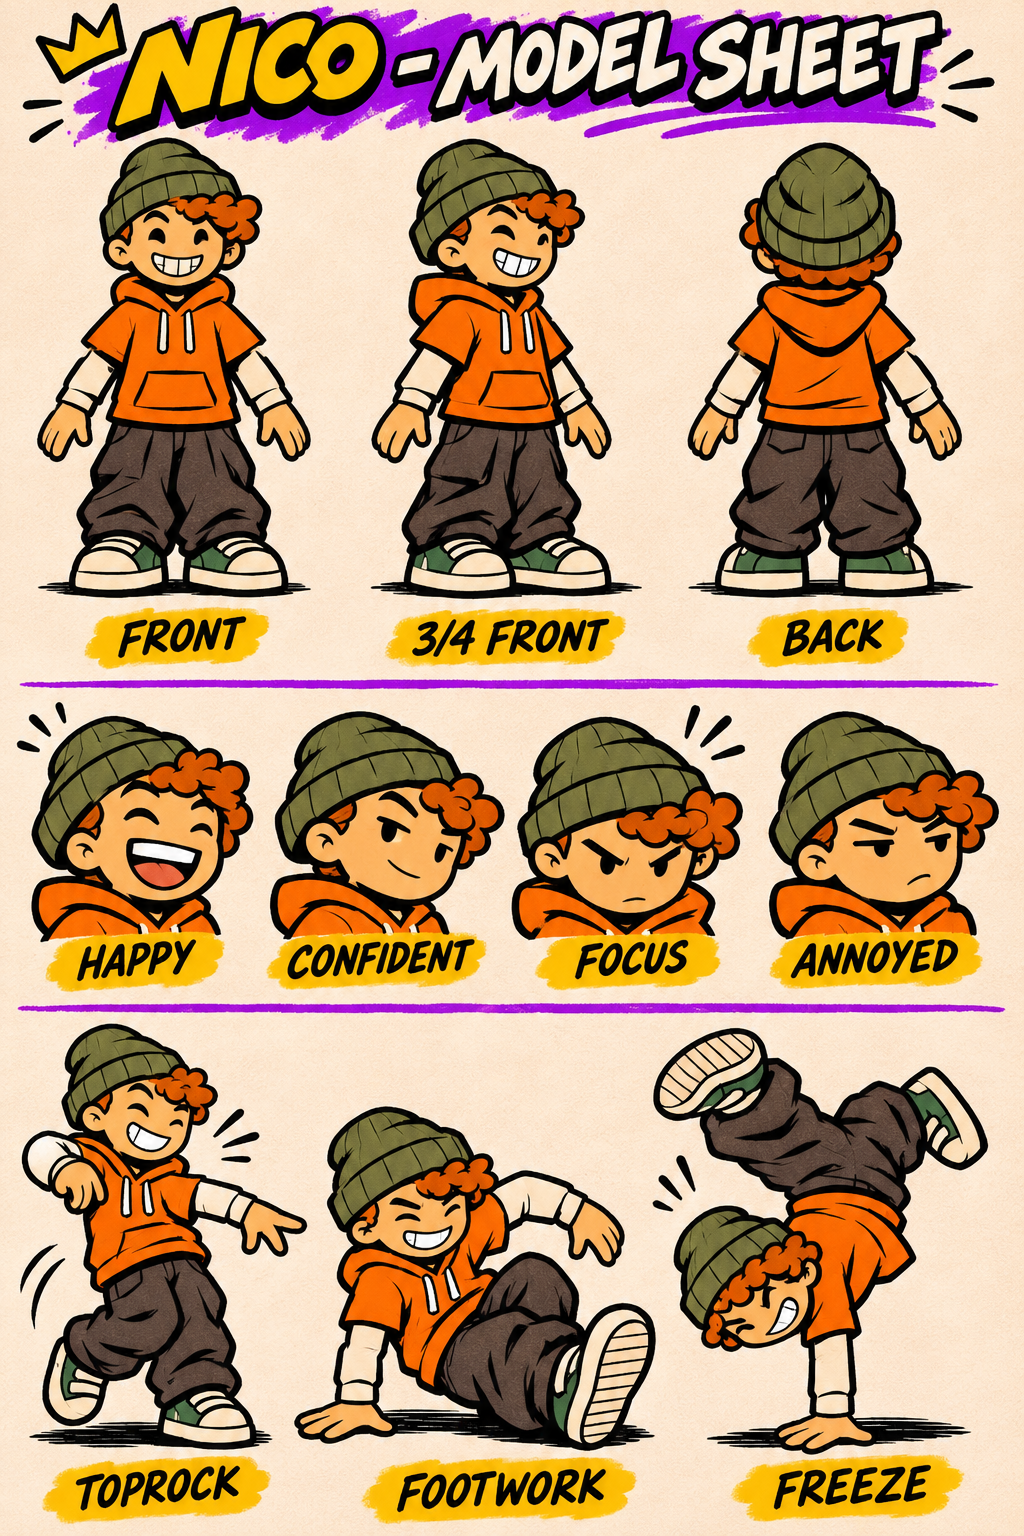 NICO - MODEL SHEET
FRONT
3/4 FRONT
BACK
HAPPY
CONFIDENT
FOCUS
ANNOYED
TOPROCK
FOOTWORK
FREEZE